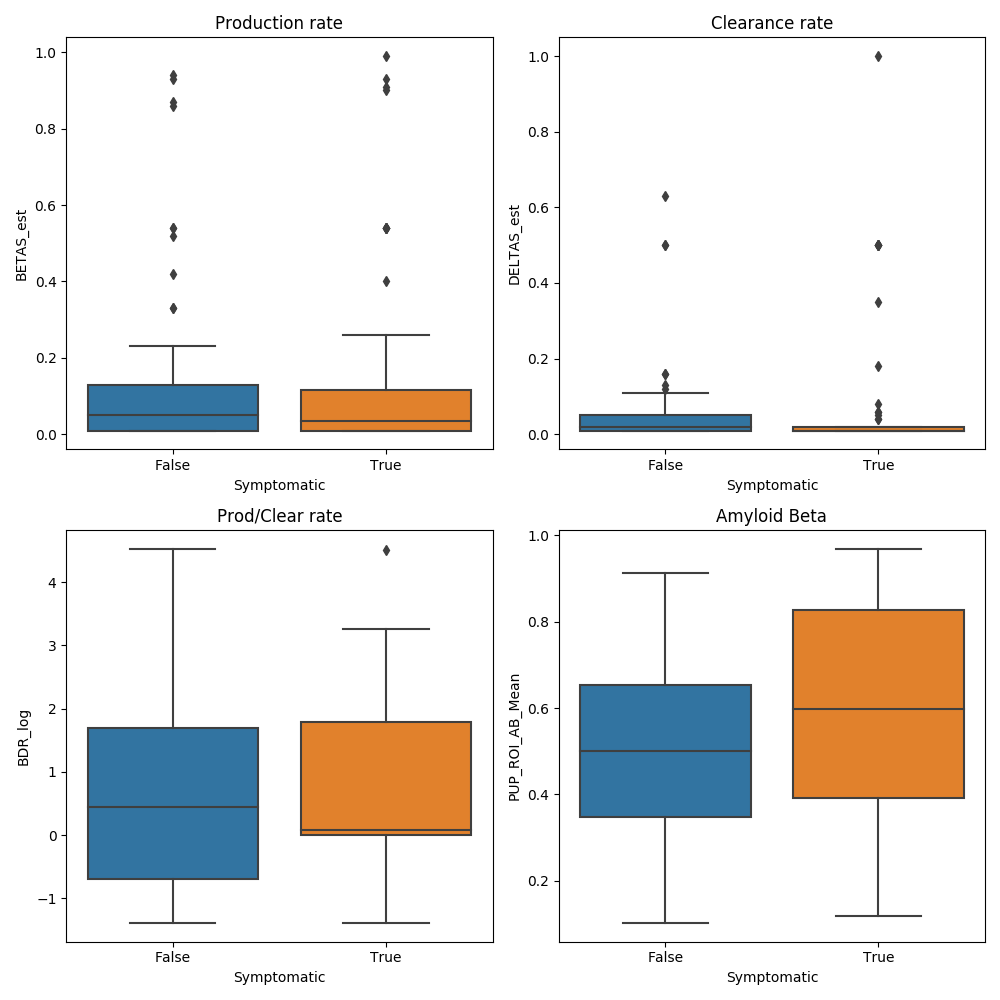 Production rate
BETAS_est
1.0
0.8
0.6
0.4
0.2
0.0
False
True
Symptomatic
Clearance rate
DELTAS_est
1.0
0.8
0.6
0.4
0.2
0.0
False
True
Symptomatic
Prod/Clear rate
BDR_log
4
3
2
1
0
−1
False
True
Symptomatic
Amyloid Beta
PUP_ROI_AB_Mean
1.0
0.8
0.6
0.4
0.2
False
True
Symptomatic